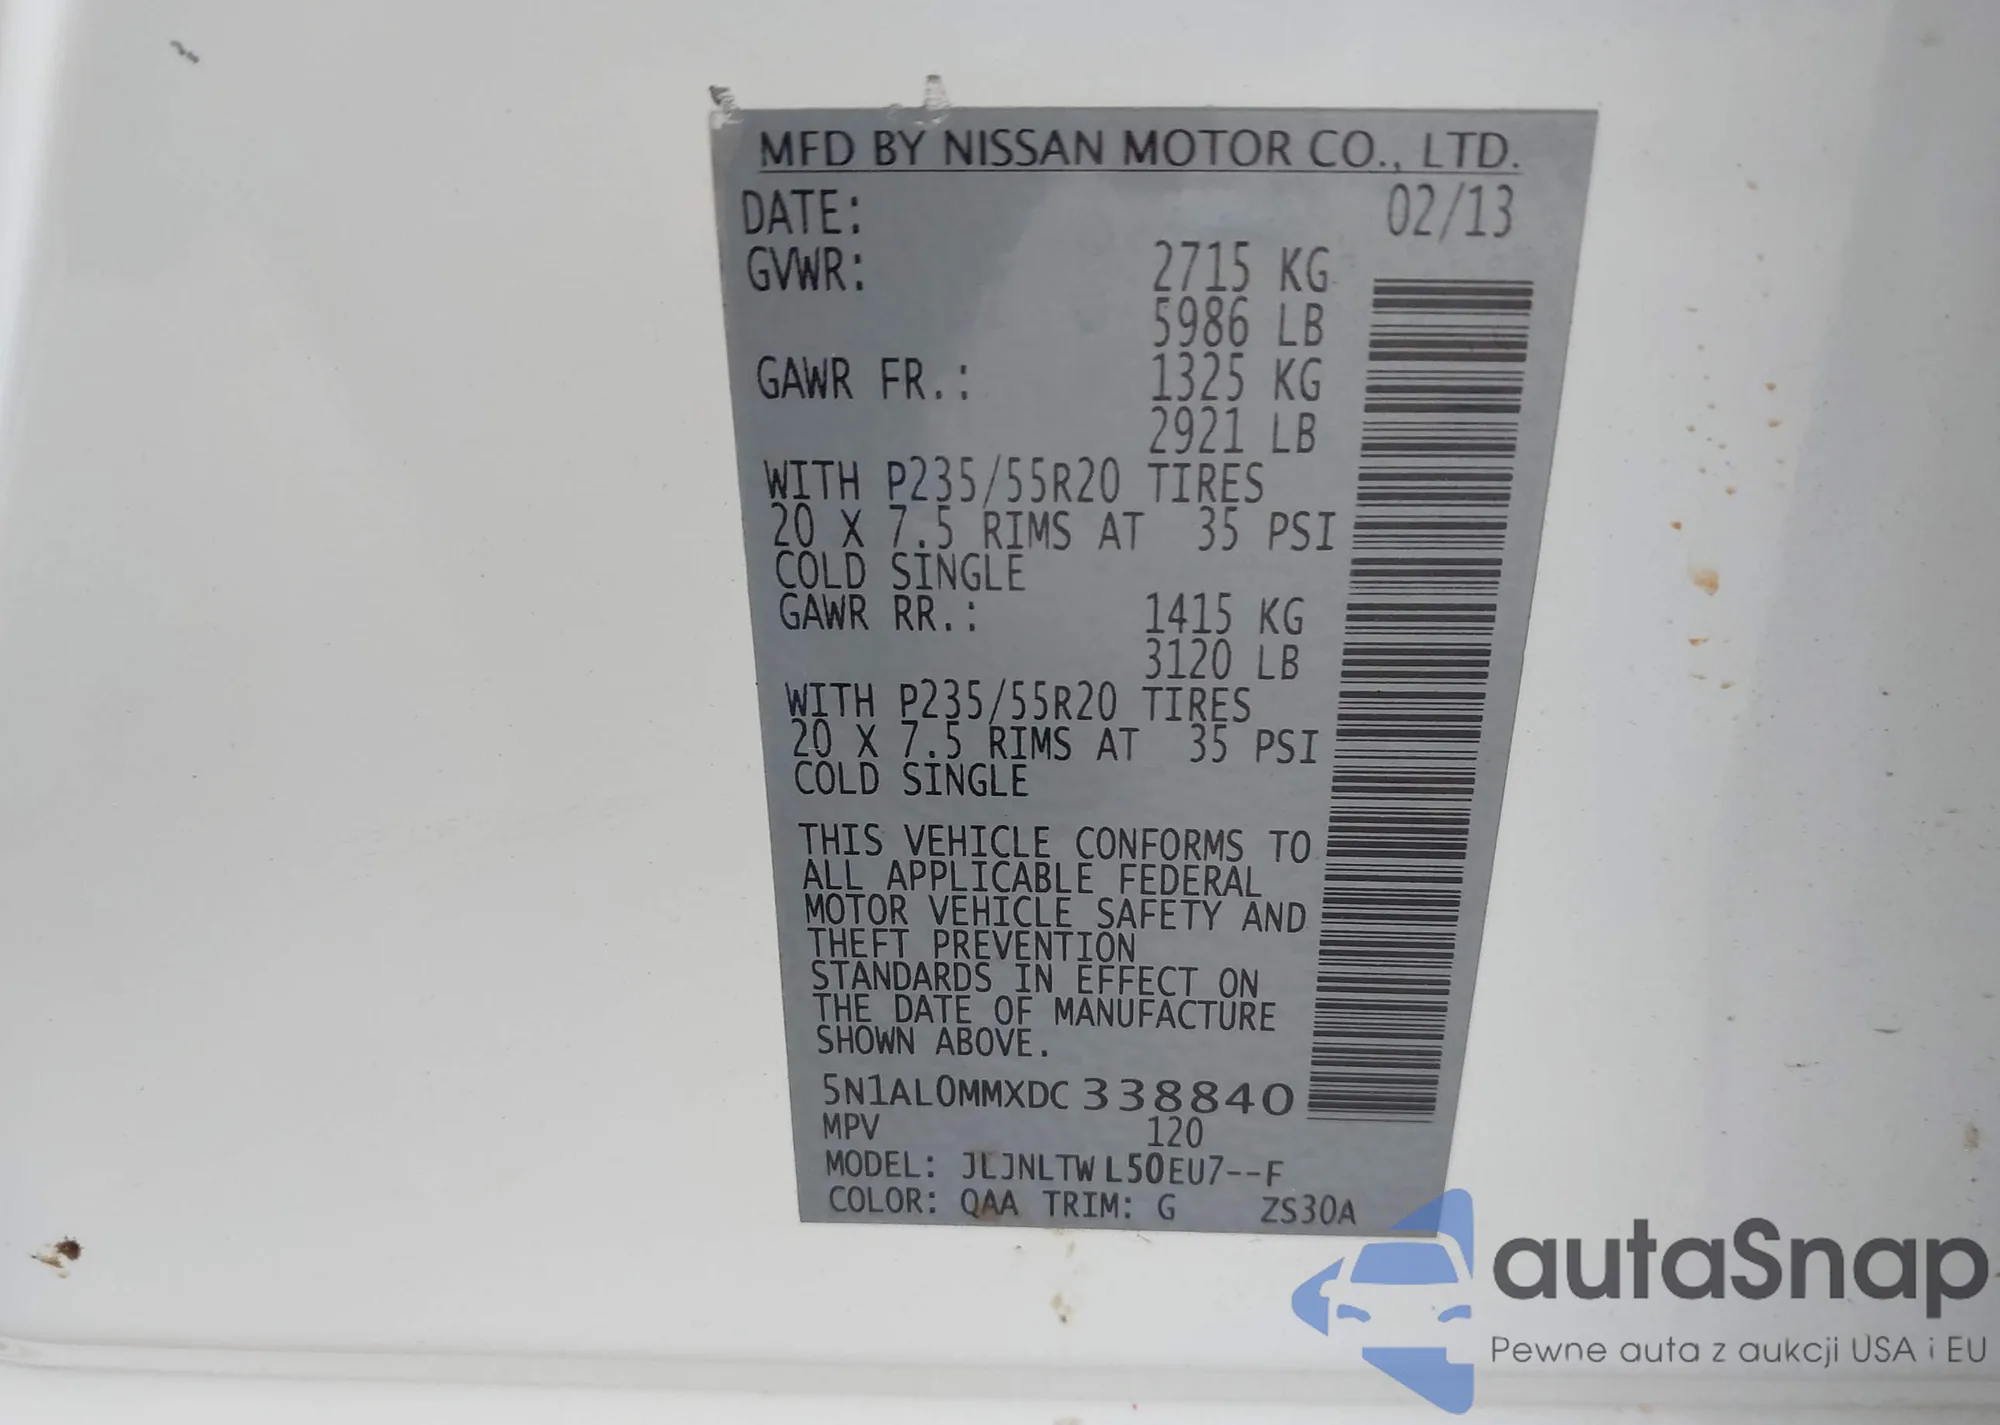 MFD BY NISSAN MOTOR CO., LTD.
DATE: 02/13
GVWR: 2715 KG
5986 LB
GAWR FR.: 1325 KG
2921 LB
WITH P235/55R20 TIRES
20 X 7.5 RIMS AT 35 PSI
COLD SINGLE
GAWR RR.: 1415 KG
3120 LB
WITH P235/55R20 TIRES
20 X 7.5 RIMS AT 35 PSI
COLD SINGLE
THIS VEHICLE CONFORMS TO
ALL APPLICABLE FEDERAL
MOTOR VEHICLE SAFETY AND
THEFT PREVENTION
STANDARDS IN EFFECT ON
THE DATE OF MANUFACTURE
SHOWN ABOVE.
5N1AL0MMXDC338840
MPV 120
MODEL: JLJNLTWL50EU7--F
COLOR: QAA TRIM: G ZS30A
autaSnap
Pewne auta z aukcji USA i EU